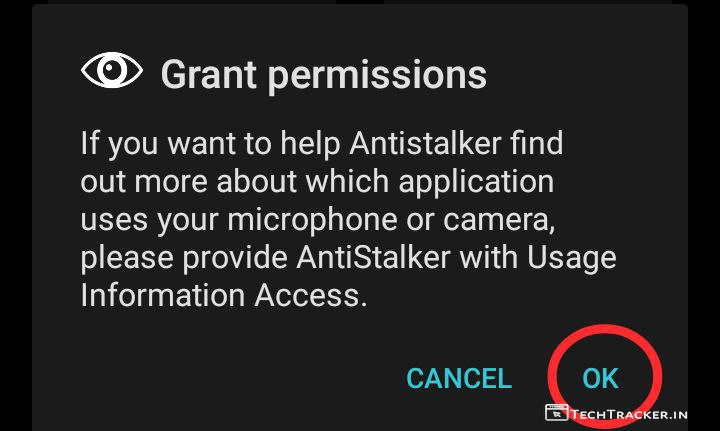 Grant permissions
If you want to help Antistalker find
out more about which application
uses your microphone or camera,
please provide AntiStalker with Usage
Information Access.
CANCEL OK
TECHTRACKER.IN